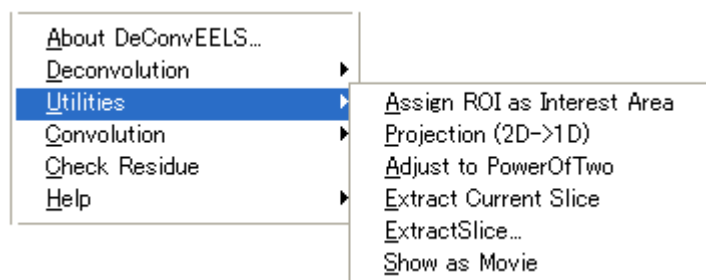 About DeConvEELS...
Deconvolution
Utilities
Convolution
Check Residue
Help
Assign ROI as Interest Area
Projection (2D->1D)
Adjust to PowerOfTwo
Extract Current Slice
ExtractSlice...
Show as Movie